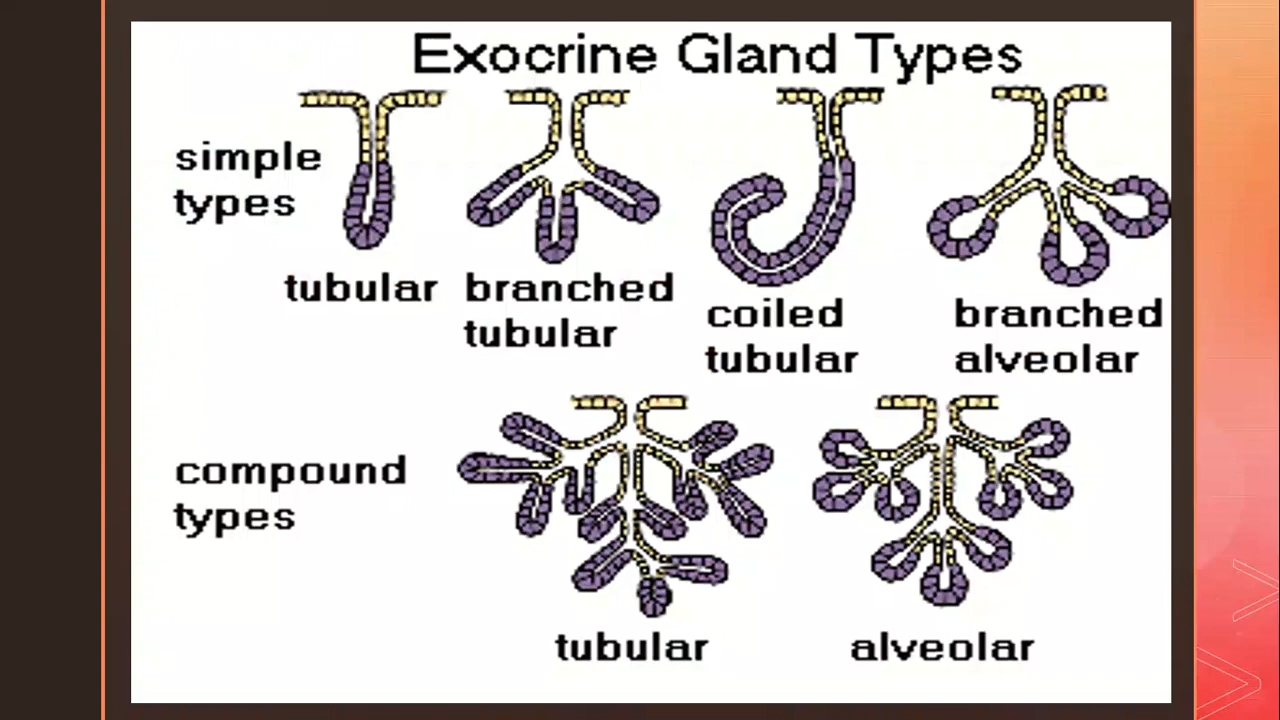 Exocrine Gland Types
simple
types
tubular
branched
tubular
coiled
tubular
branched
alveolar
compound
types
tubular
alveolar